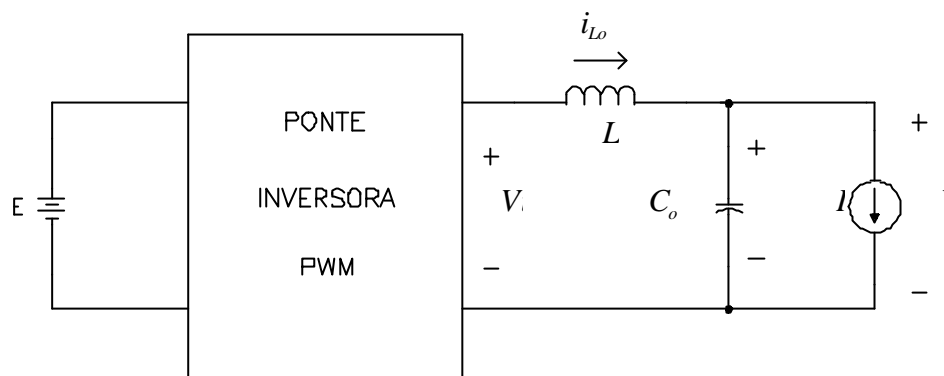 i_Lo
PONTE
L
+
+
+
E
INVERSORA
V
C_o
PWM
−
−
−